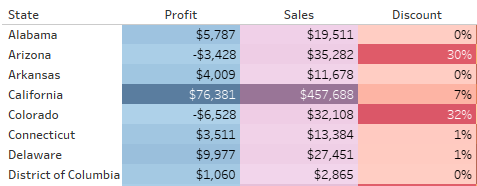 State Profit Sales Discount
Alabama $5,787 $19,511 0%
Arizona -$3,428 $35,282 30%
Arkansas $4,009 $11,678 0%
California $76,381 $457,688 7%
Colorado -$6,528 $32,108 32%
Connecticut $3,511 $13,384 1%
Delaware $9,977 $27,451 1%
District of Columbia $1,060 $2,865 0%